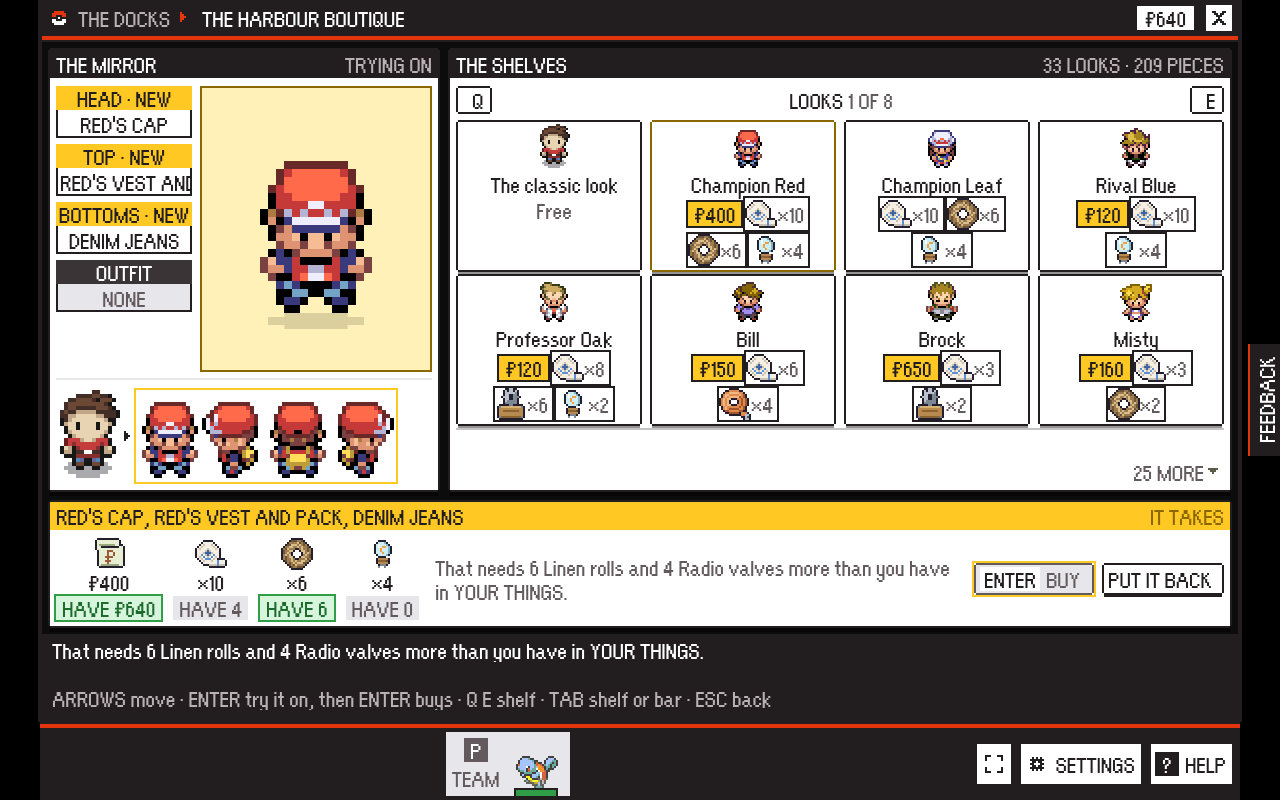 THE DOCKS THE HARBOUR BOUTIQUE
₽640 X
THE MIRROR TRYING ON
HEAD · NEW
RED'S CAP
TOP · NEW
RED'S VEST AND
BOTTOMS · NEW
DENIM JEANS
OUTFIT
NONE
THE SHELVES 33 LOOKS · 209 PIECES
Q LOOKS 1 OF 8 E
The classic look
Free
Champion Red
₽400 ×10
×6 ×4
Champion Leaf
×10 ×6
×4
Rival Blue
₽120 ×10
×4
Professor Oak
₽120 ×8
×6 ×2
Bill
₽150 ×6
×4
Brock
₽650 ×3
×2
Misty
₽160 ×3
×2
25 MORE
FEEDBACK
RED'S CAP, RED'S VEST AND PACK, DENIM JEANS IT TAKES
₽400 ×10 ×6 ×4
HAVE ₽640 HAVE 4 HAVE 6 HAVE 0
That needs 6 Linen rolls and 4 Radio valves more than you have
in YOUR THINGS.
ENTER BUY PUT IT BACK
That needs 6 Linen rolls and 4 Radio valves more than you have in YOUR THINGS.
ARROWS move · ENTER try it on, then ENTER buys · Q E shelf · TAB shelf or bar · ESC back
P
TEAM
SETTINGS
? HELP